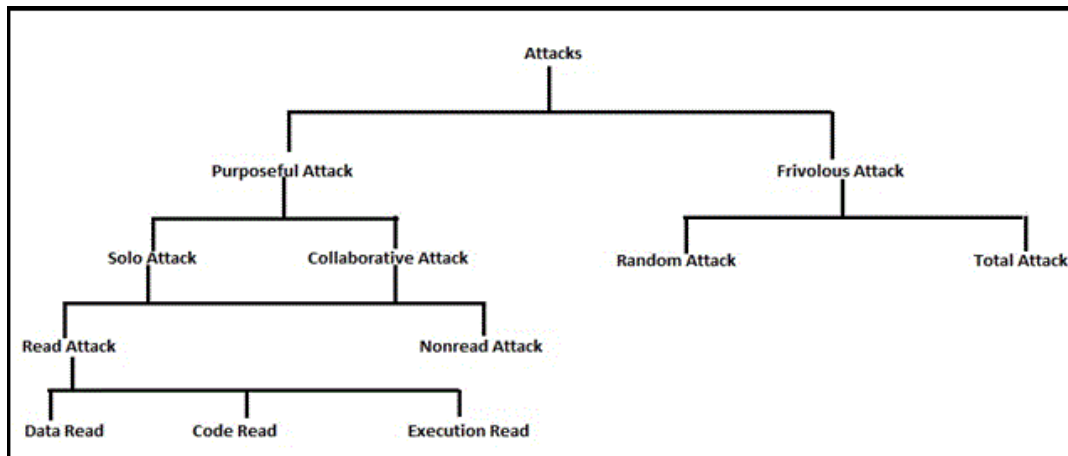 Attacks
Purposeful Attack
Frivolous Attack
Solo Attack
Collaborative Attack
Random Attack
Total Attack
Read Attack
Nonread Attack
Data Read
Code Read
Execution Read